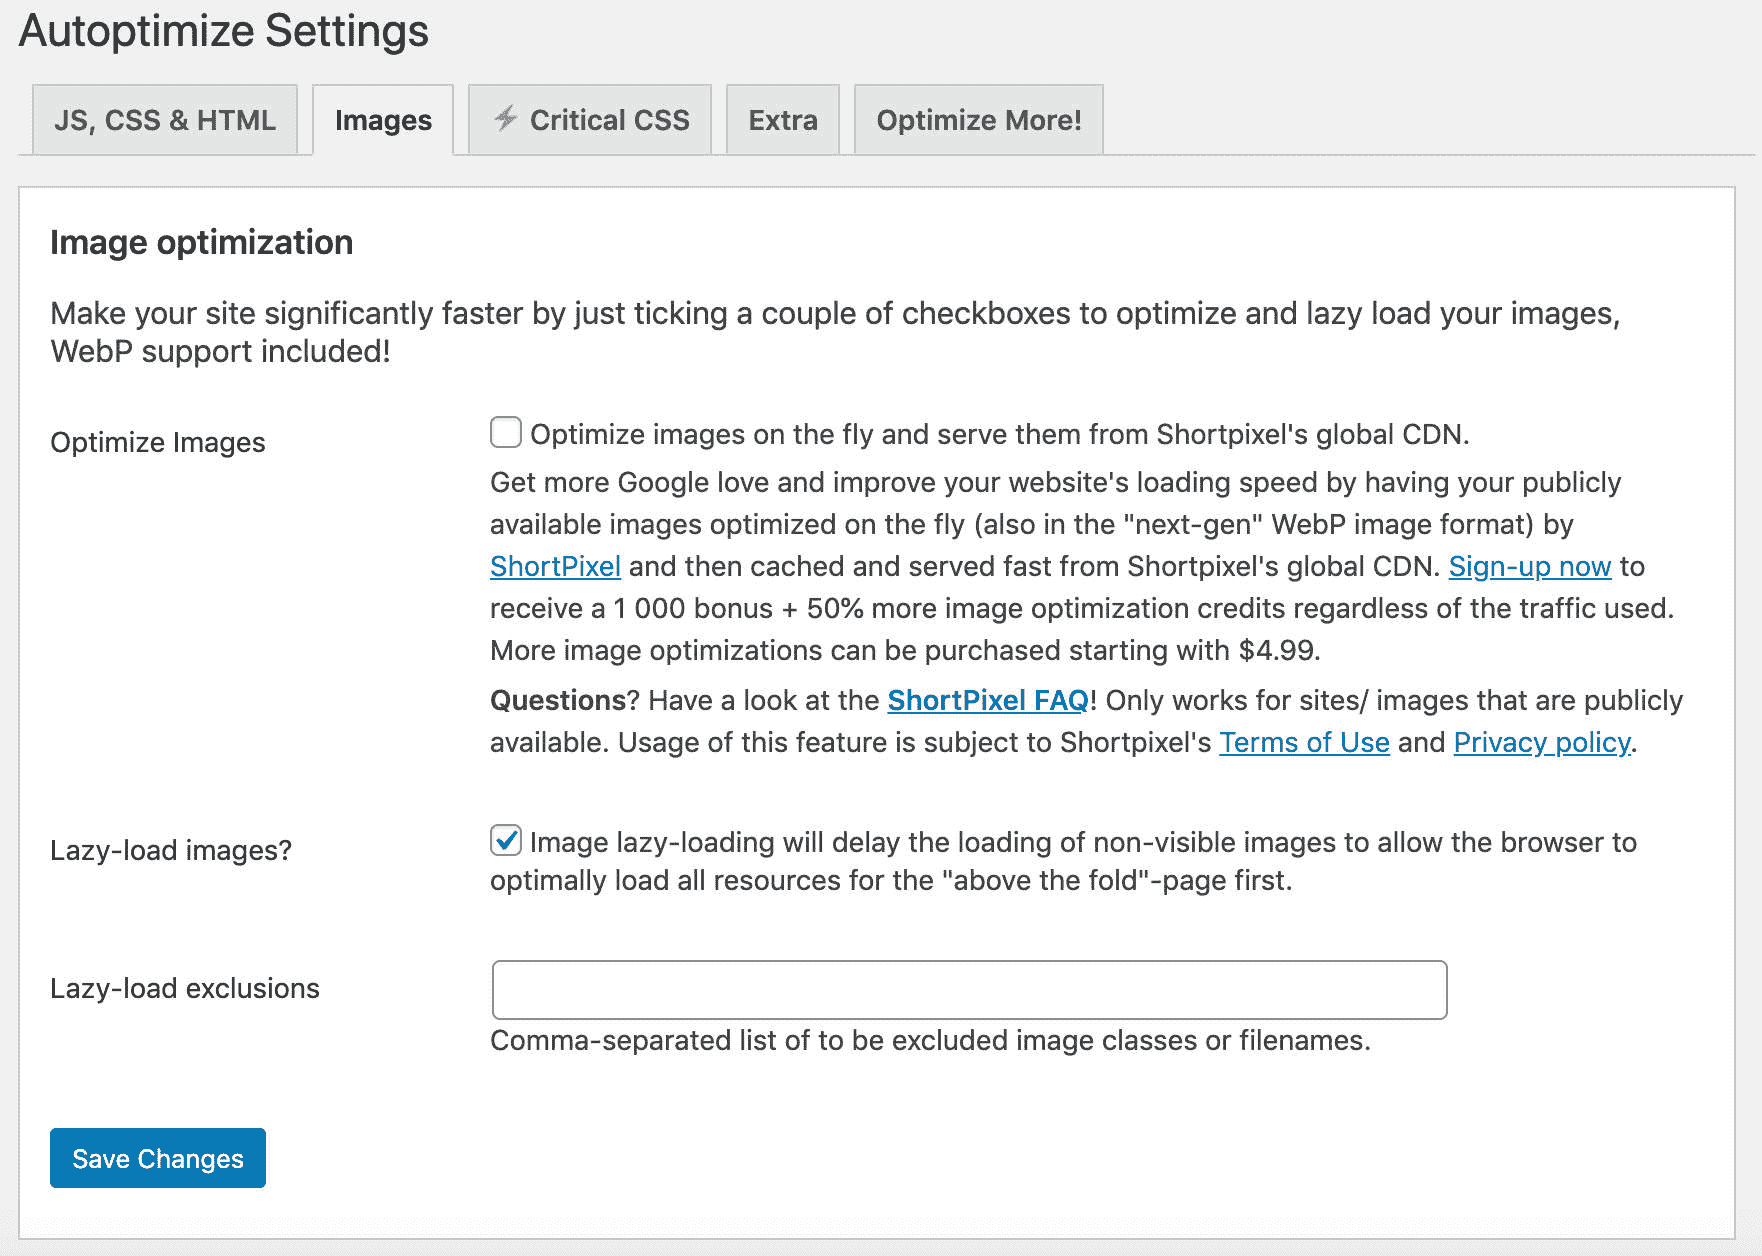 Autoptimize Settings
JS, CSS & HTML
Images
Critical CSS
Extra
Optimize More!
Image optimization
Make your site significantly faster by just ticking a couple of checkboxes to optimize and lazy load your images,
WebP support included!
Optimize Images
Optimize images on the fly and serve them from Shortpixel's global CDN.
Get more Google love and improve your website's loading speed by having your publicly
available images optimized on the fly (also in the "next-gen" WebP image format) by
ShortPixel and then cached and served fast from Shortpixel's global CDN. Sign-up now to
receive a 1 000 bonus + 50% more image optimization credits regardless of the traffic used.
More image optimizations can be purchased starting with $4.99.
Questions? Have a look at the ShortPixel FAQ! Only works for sites/ images that are publicly
available. Usage of this feature is subject to Shortpixel's Terms of Use and Privacy policy.
Lazy-load images?
Image lazy-loading will delay the loading of non-visible images to allow the browser to
optimally load all resources for the "above the fold"-page first.
Lazy-load exclusions
Comma-separated list of to be excluded image classes or filenames.
Save Changes